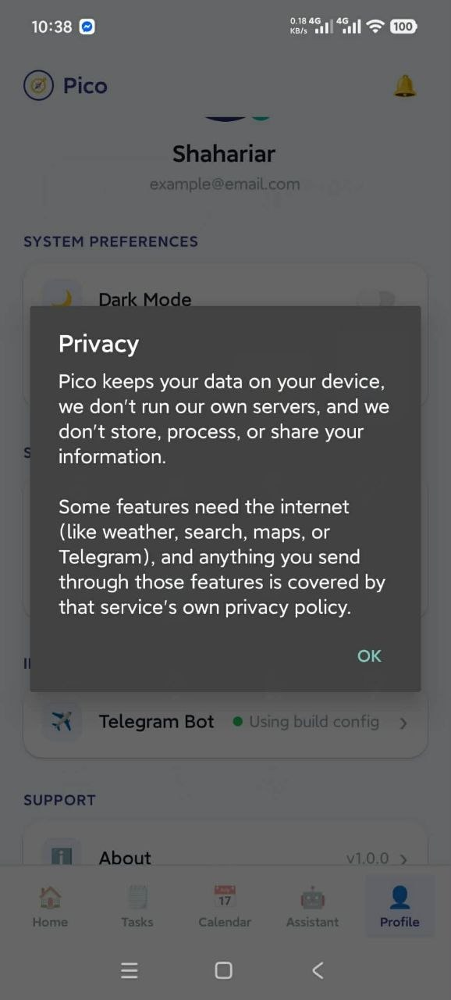 10:38
0.18 KB/s 4G 4G 100
Pico
Shahariar
example@email.com
SYSTEM PREFERENCES
Dark Mode
Privacy
Pico keeps your data on your device,
we don't run our own servers, and we
don't store, process, or share your
information.
Some features need the internet
(like weather, search, maps, or
Telegram), and anything you send
through those features is covered by
that service's own privacy policy.
OK
Telegram Bot Using build config
SUPPORT
About v1.0.0
17
Home Tasks Calendar Assistant Profile